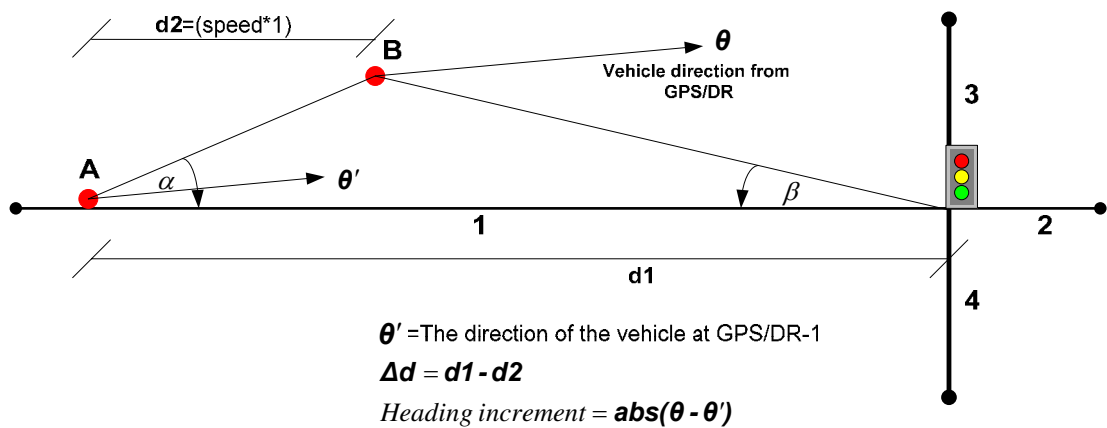 d2=(speed*1)
B
θ
Vehicle direction from
GPS/DR
3
A
α
θ'
β
1
2
d1
4
θ' =The direction of the vehicle at GPS/DR-1
Δd = d1 - d2
Heading increment = abs(θ - θ')